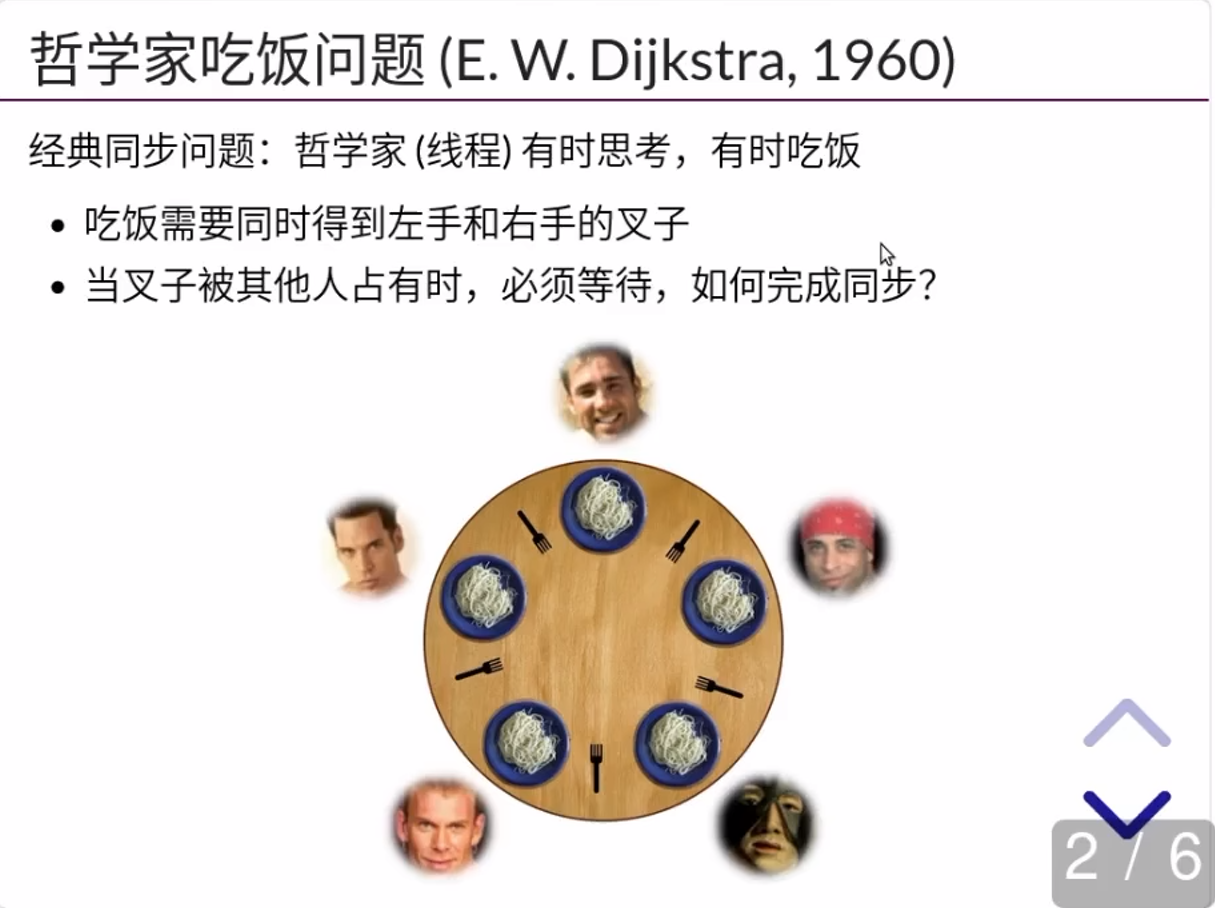 哲学家吃饭问题 (E. W. Dijkstra, 1960)
经典同步问题：哲学家 (线程) 有时思考，有时吃饭
• 吃饭需要同时得到左手和右手的叉子
• 当叉子被其他人占有时，必须等待，如何完成同步？
2 / 6